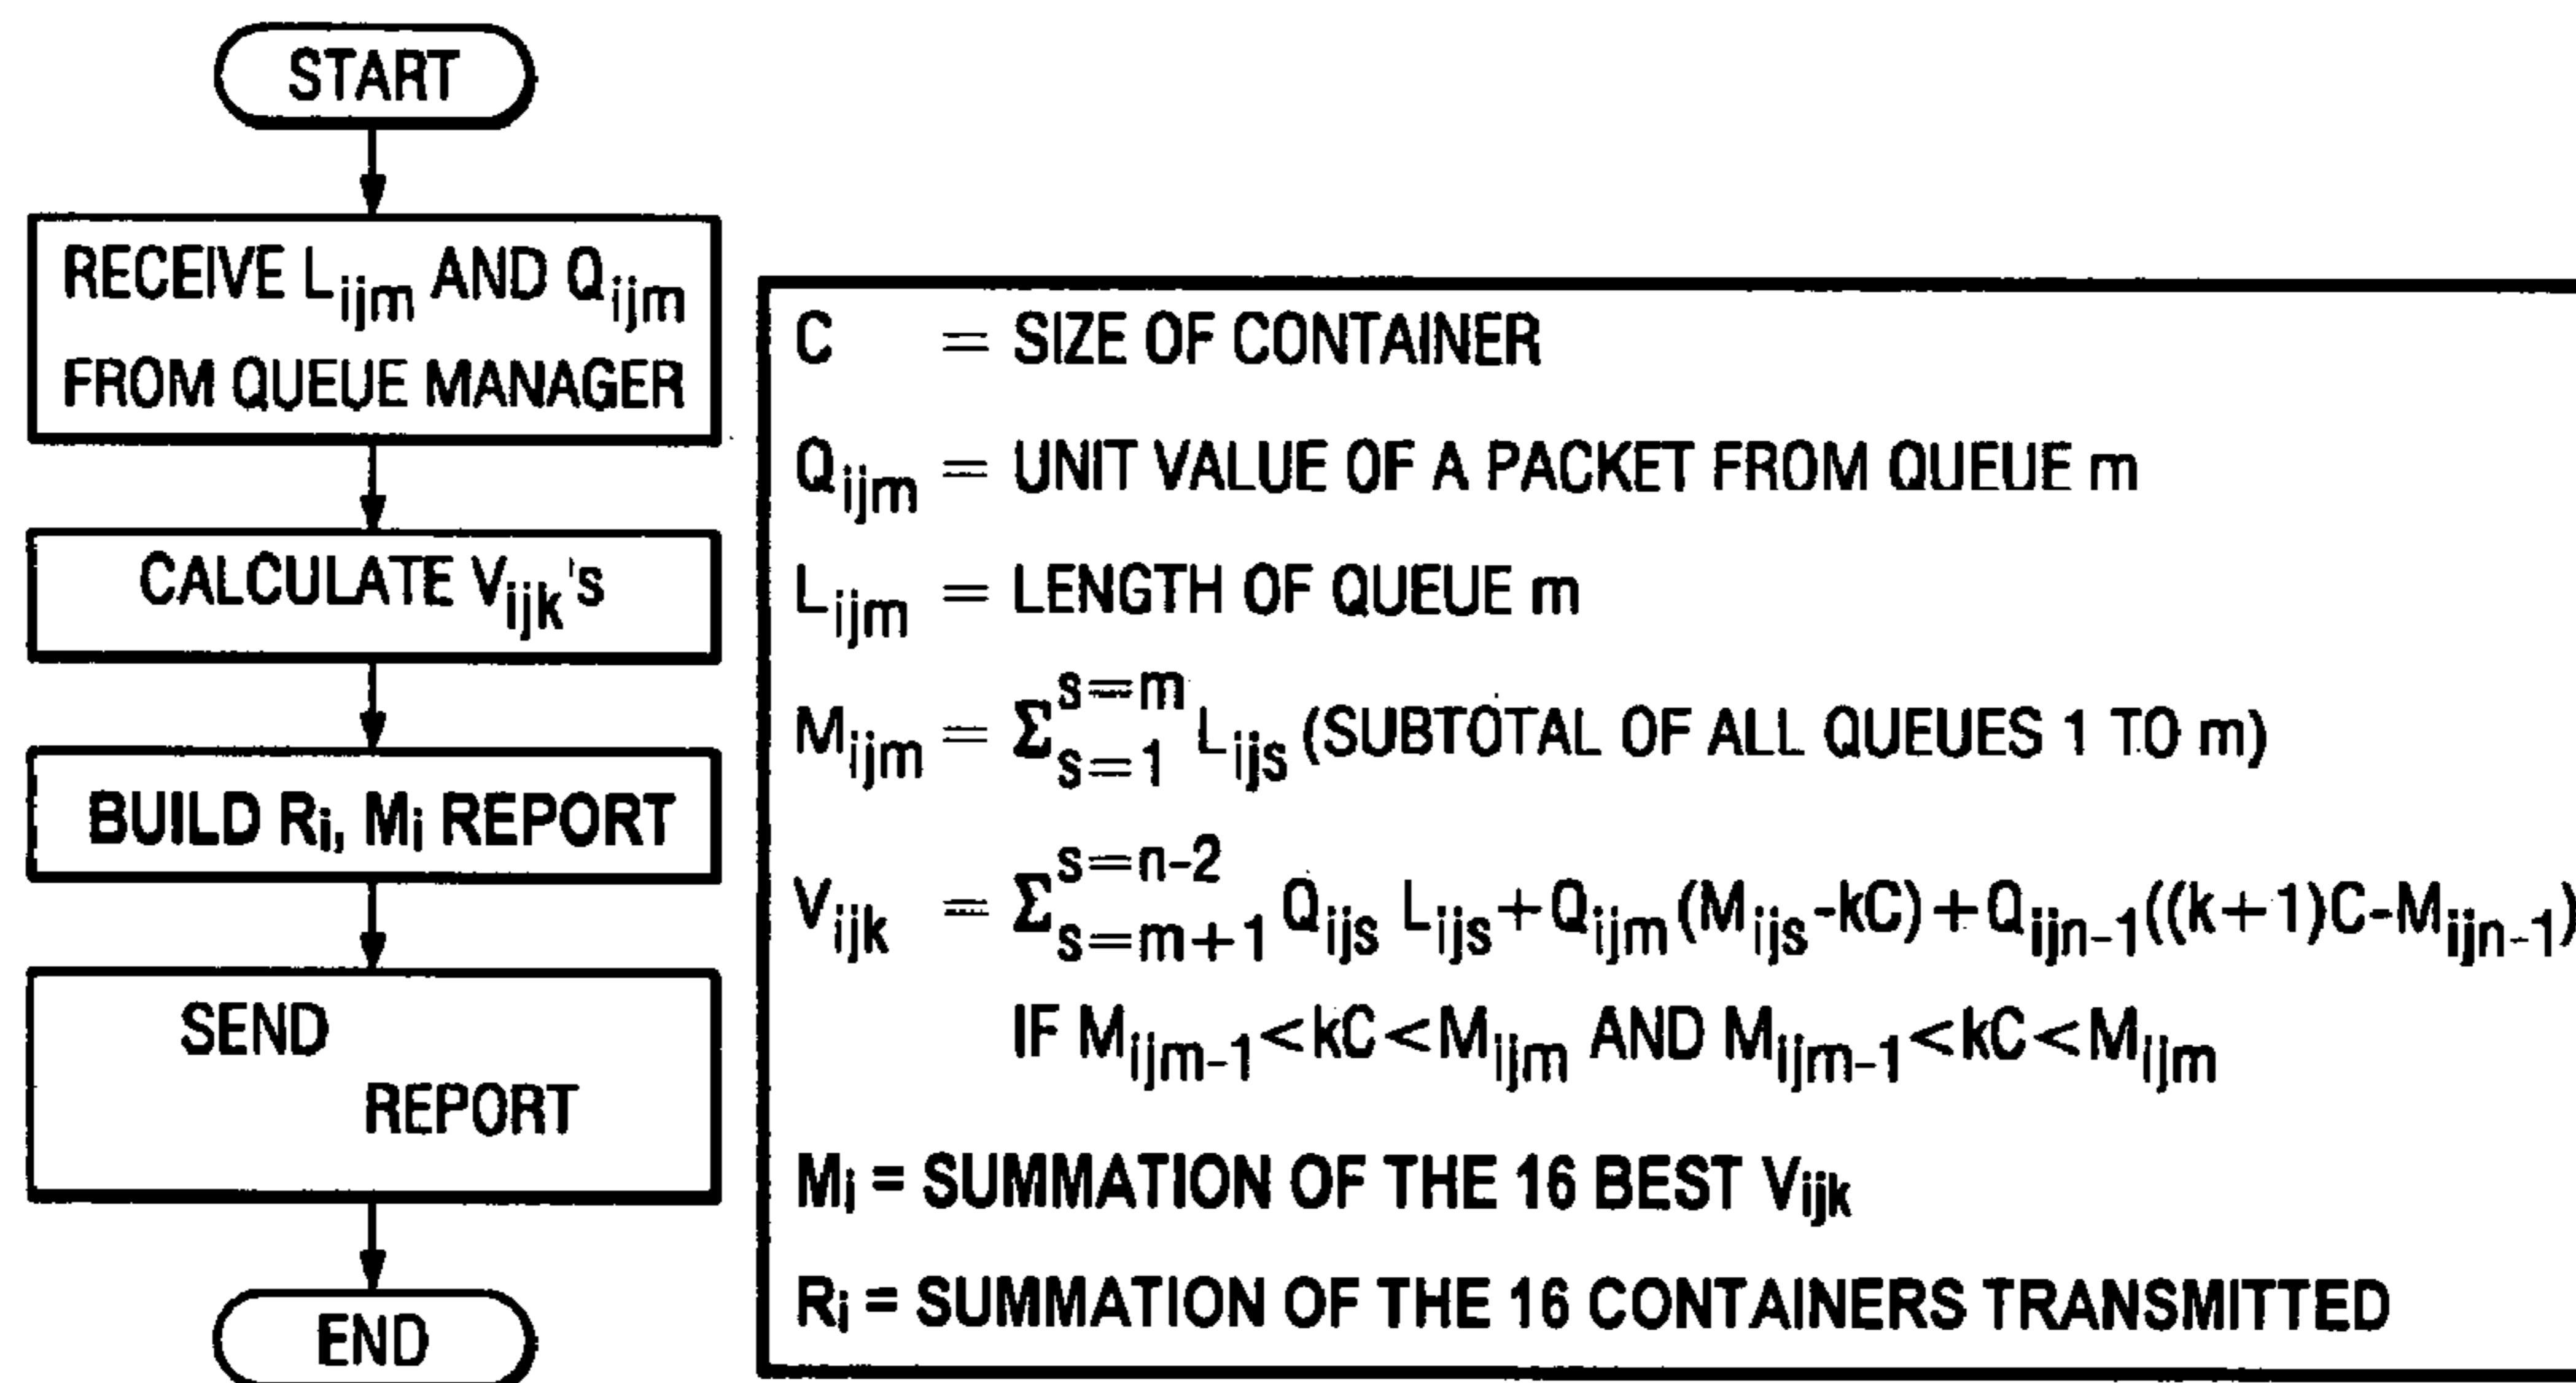 START
RECEIVE Lijm AND Qijm
FROM QUEUE MANAGER
CALCULATE Vijk's
BUILD Ri, Mi REPORT
SEND
REPORT
END
C = SIZE OF CONTAINER
Qijm = UNIT VALUE OF A PACKET FROM QUEUE m
Lijm = LENGTH OF QUEUE m
Mijm = Σ s=m s=1 Lijs (SUBTOTAL OF ALL QUEUES 1 TO m)
Vijk = Σ s=n-2 s=m+1 Qijs Lijs+Qijm(Mijs-kC)+Qijn-1((k+1)C-Mijn-1)
IF Mijm-1<kC<Mijm AND Mijm-1<kC<Mijm
Mi = SUMMATION OF THE 16 BEST Vijk
Ri = SUMMATION OF THE 16 CONTAINERS TRANSMITTED